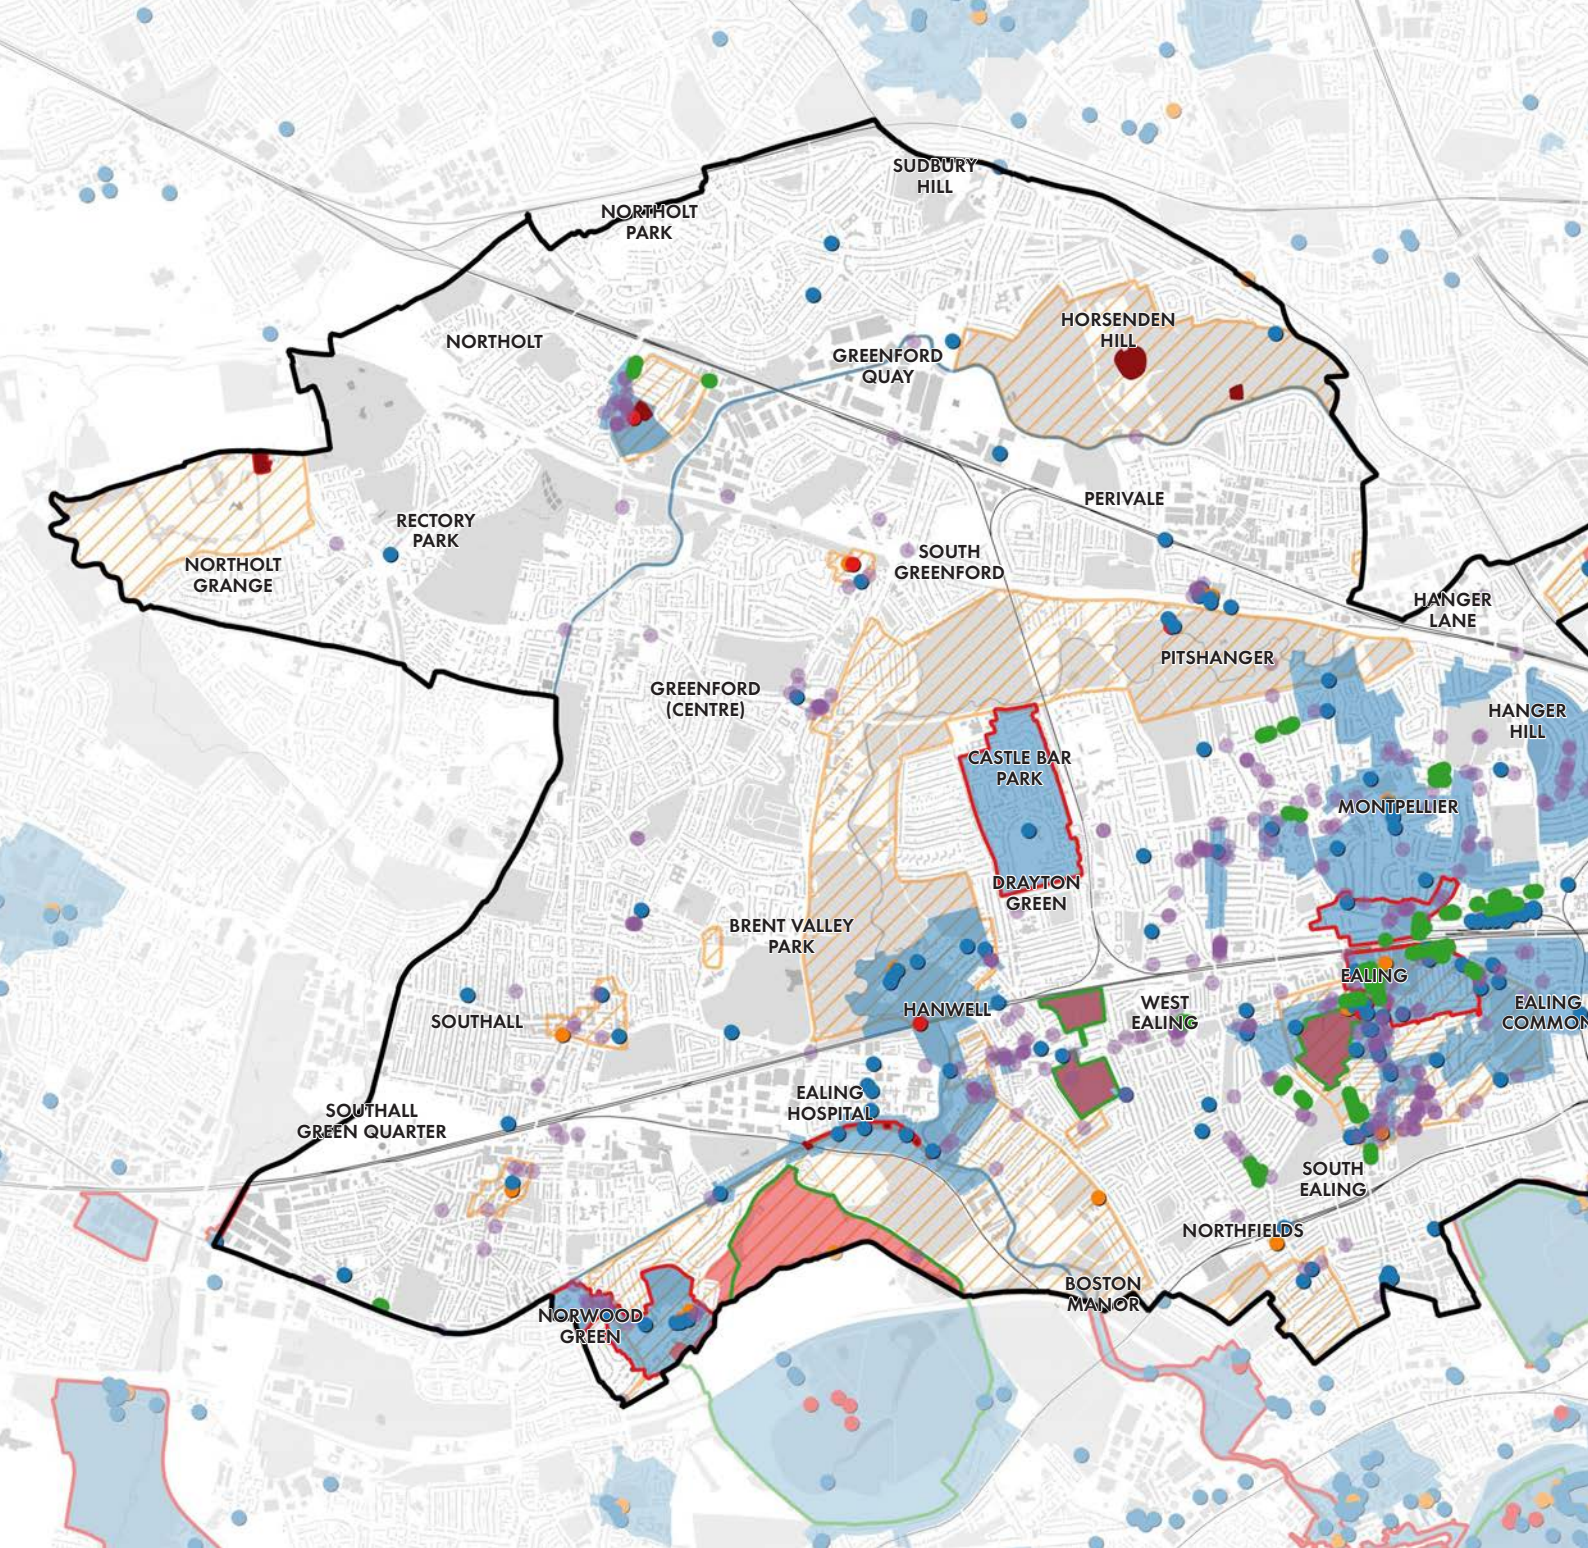 SUDBURY
HILL
NORTHOLT
PARK
HORSENDEN
HILL
NORTHOLT
GREENFORD
QUAY
PERIVALE
RECTORY
PARK
SOUTH
GREENFORD
NORTHOLT
GRANGE
HANGER
LANE
PITSHANGER
GREENFORD
(CENTRE)
HANGER
HILL
CASTLE BAR
PARK
MONTPELLIER
DRAYTON
GREEN
BRENT VALLEY
PARK
EALING
HANWELL
WEST
EALING
EALING
COMMON
SOUTHALL
EALING
HOSPITAL
SOUTHALL
GREEN QUARTER
SOUTH
EALING
NORTHFIELDS
BOSTON
MANOR
NORWOOD
GREEN